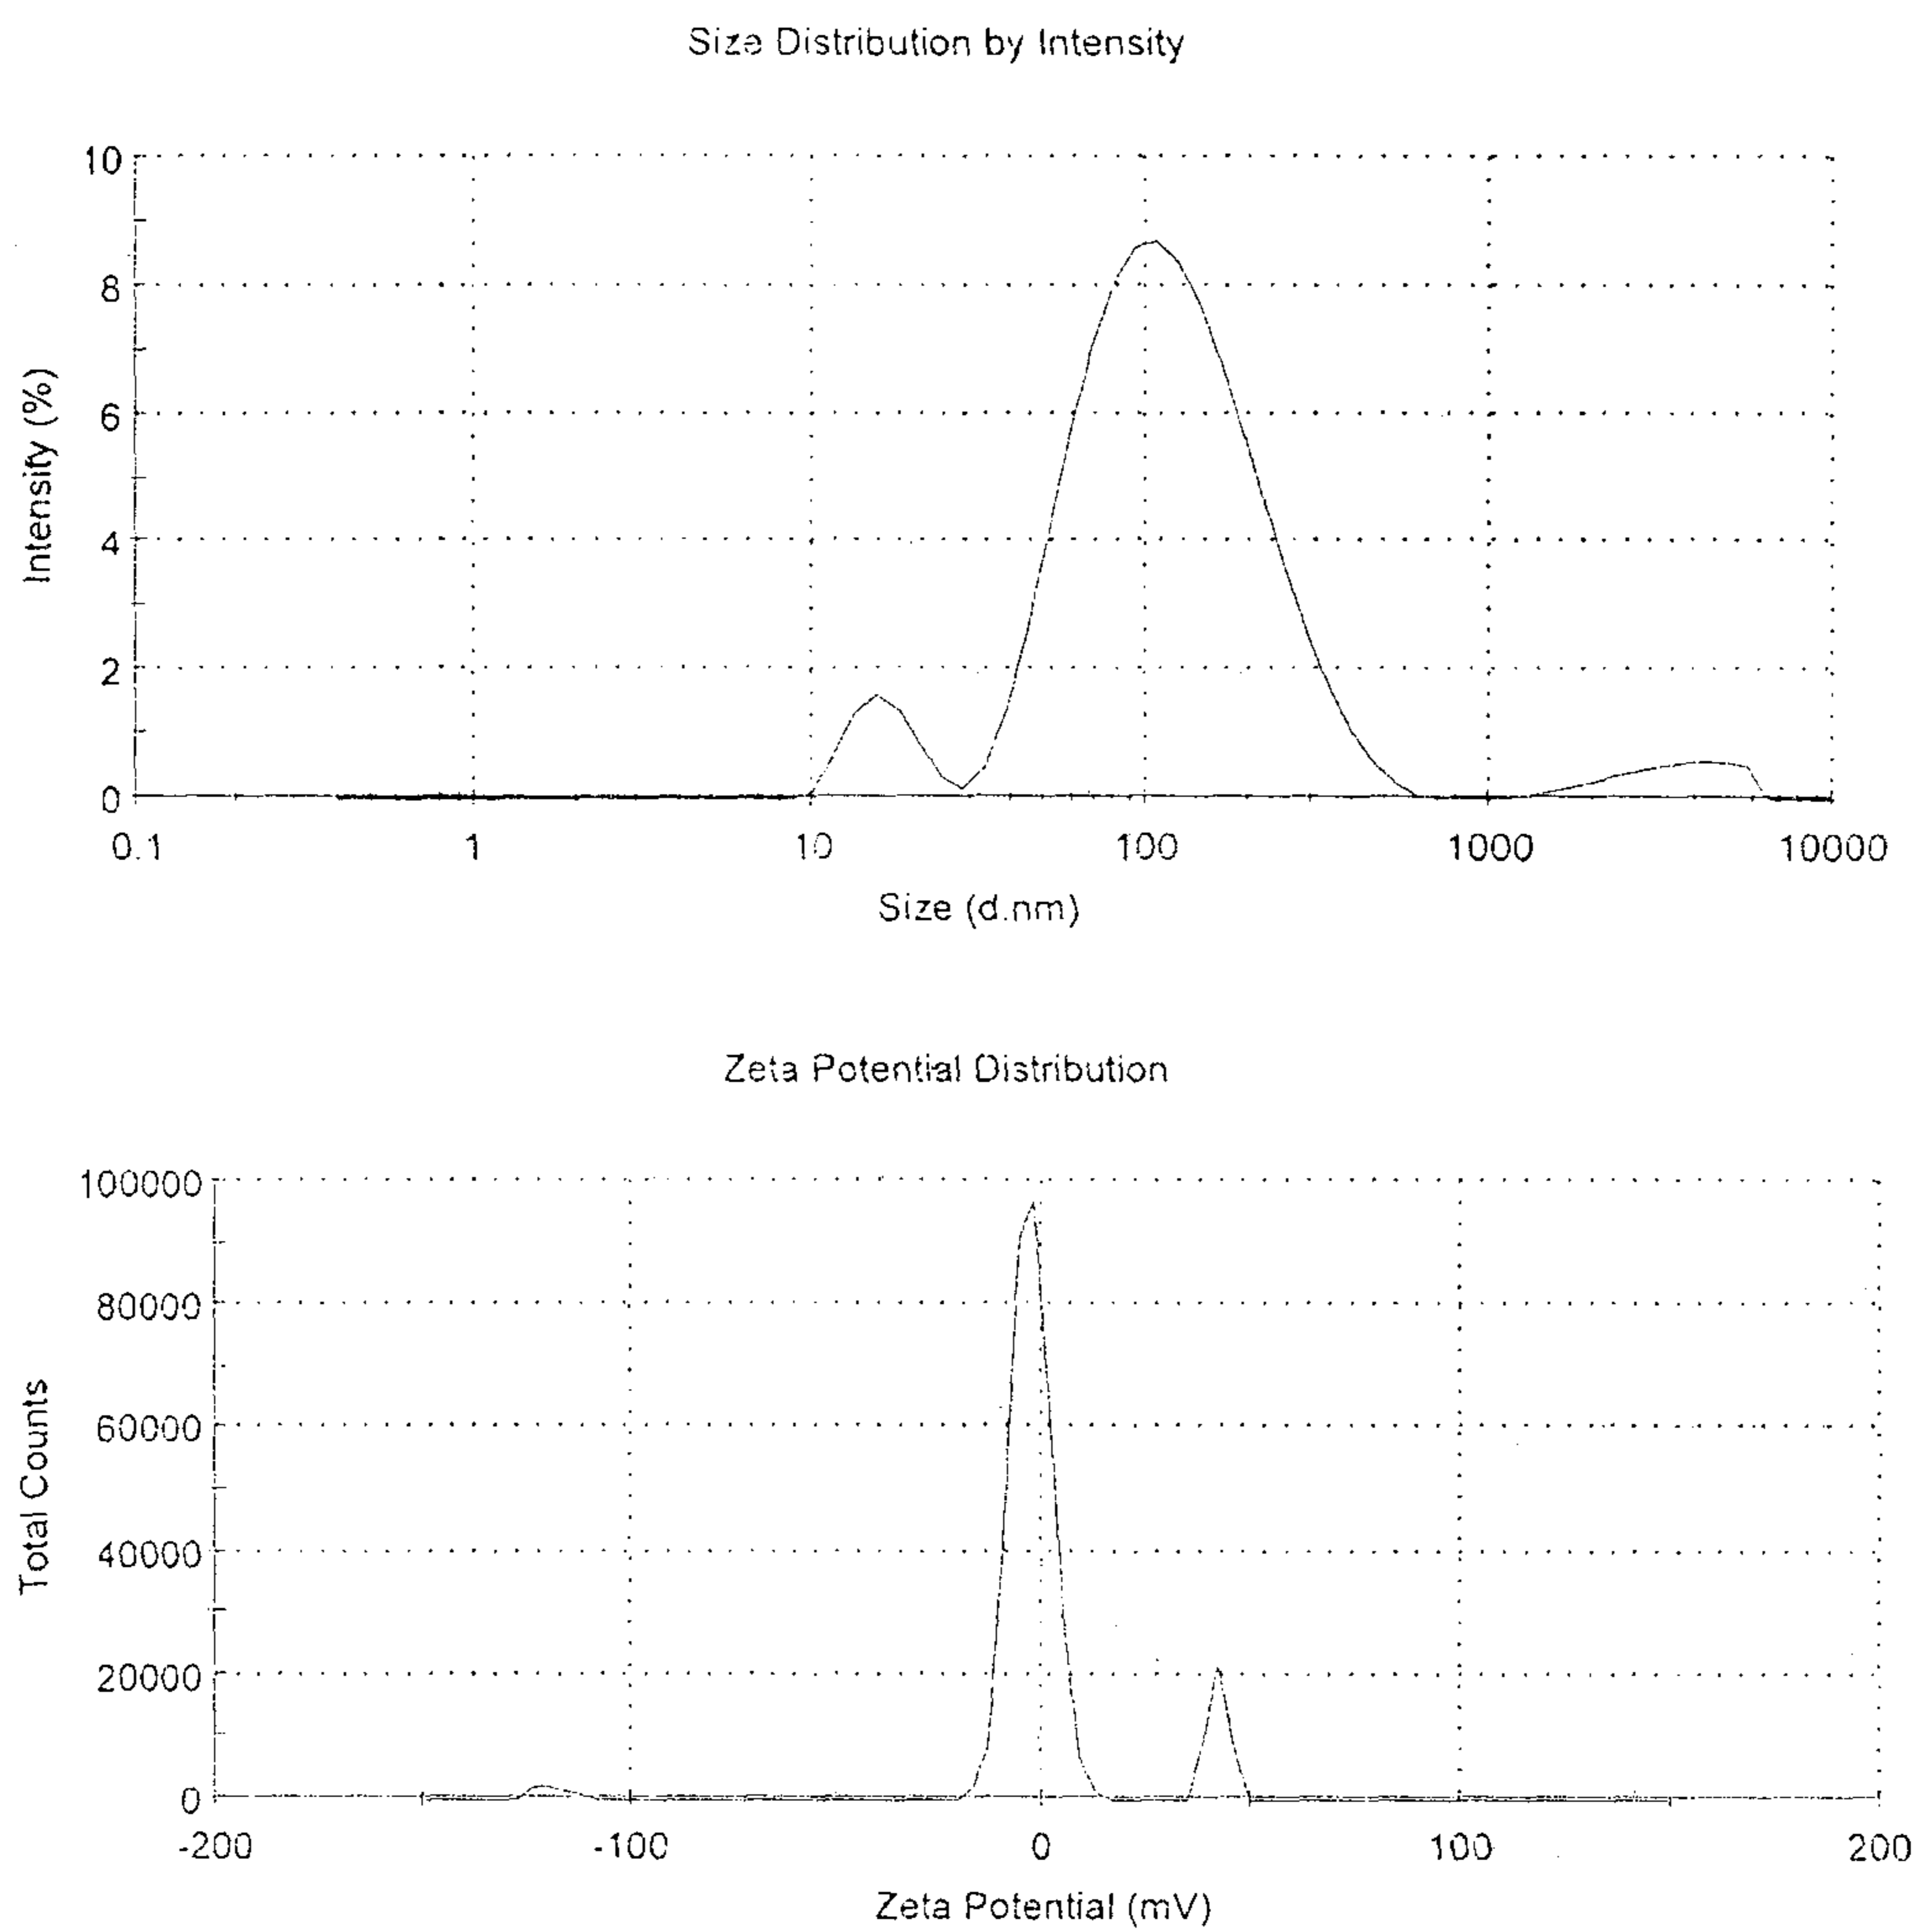 Size Distribution by Intensity
10
8
6
4
2
0
Intensity (%)
0.1 1 10 100 1000 10000
Size (d.nm)
Zeta Potential Distribution
100000
80000
60000
40000
20000
0
Total Counts
-200 -100 0 100 200
Zeta Potential (mV)